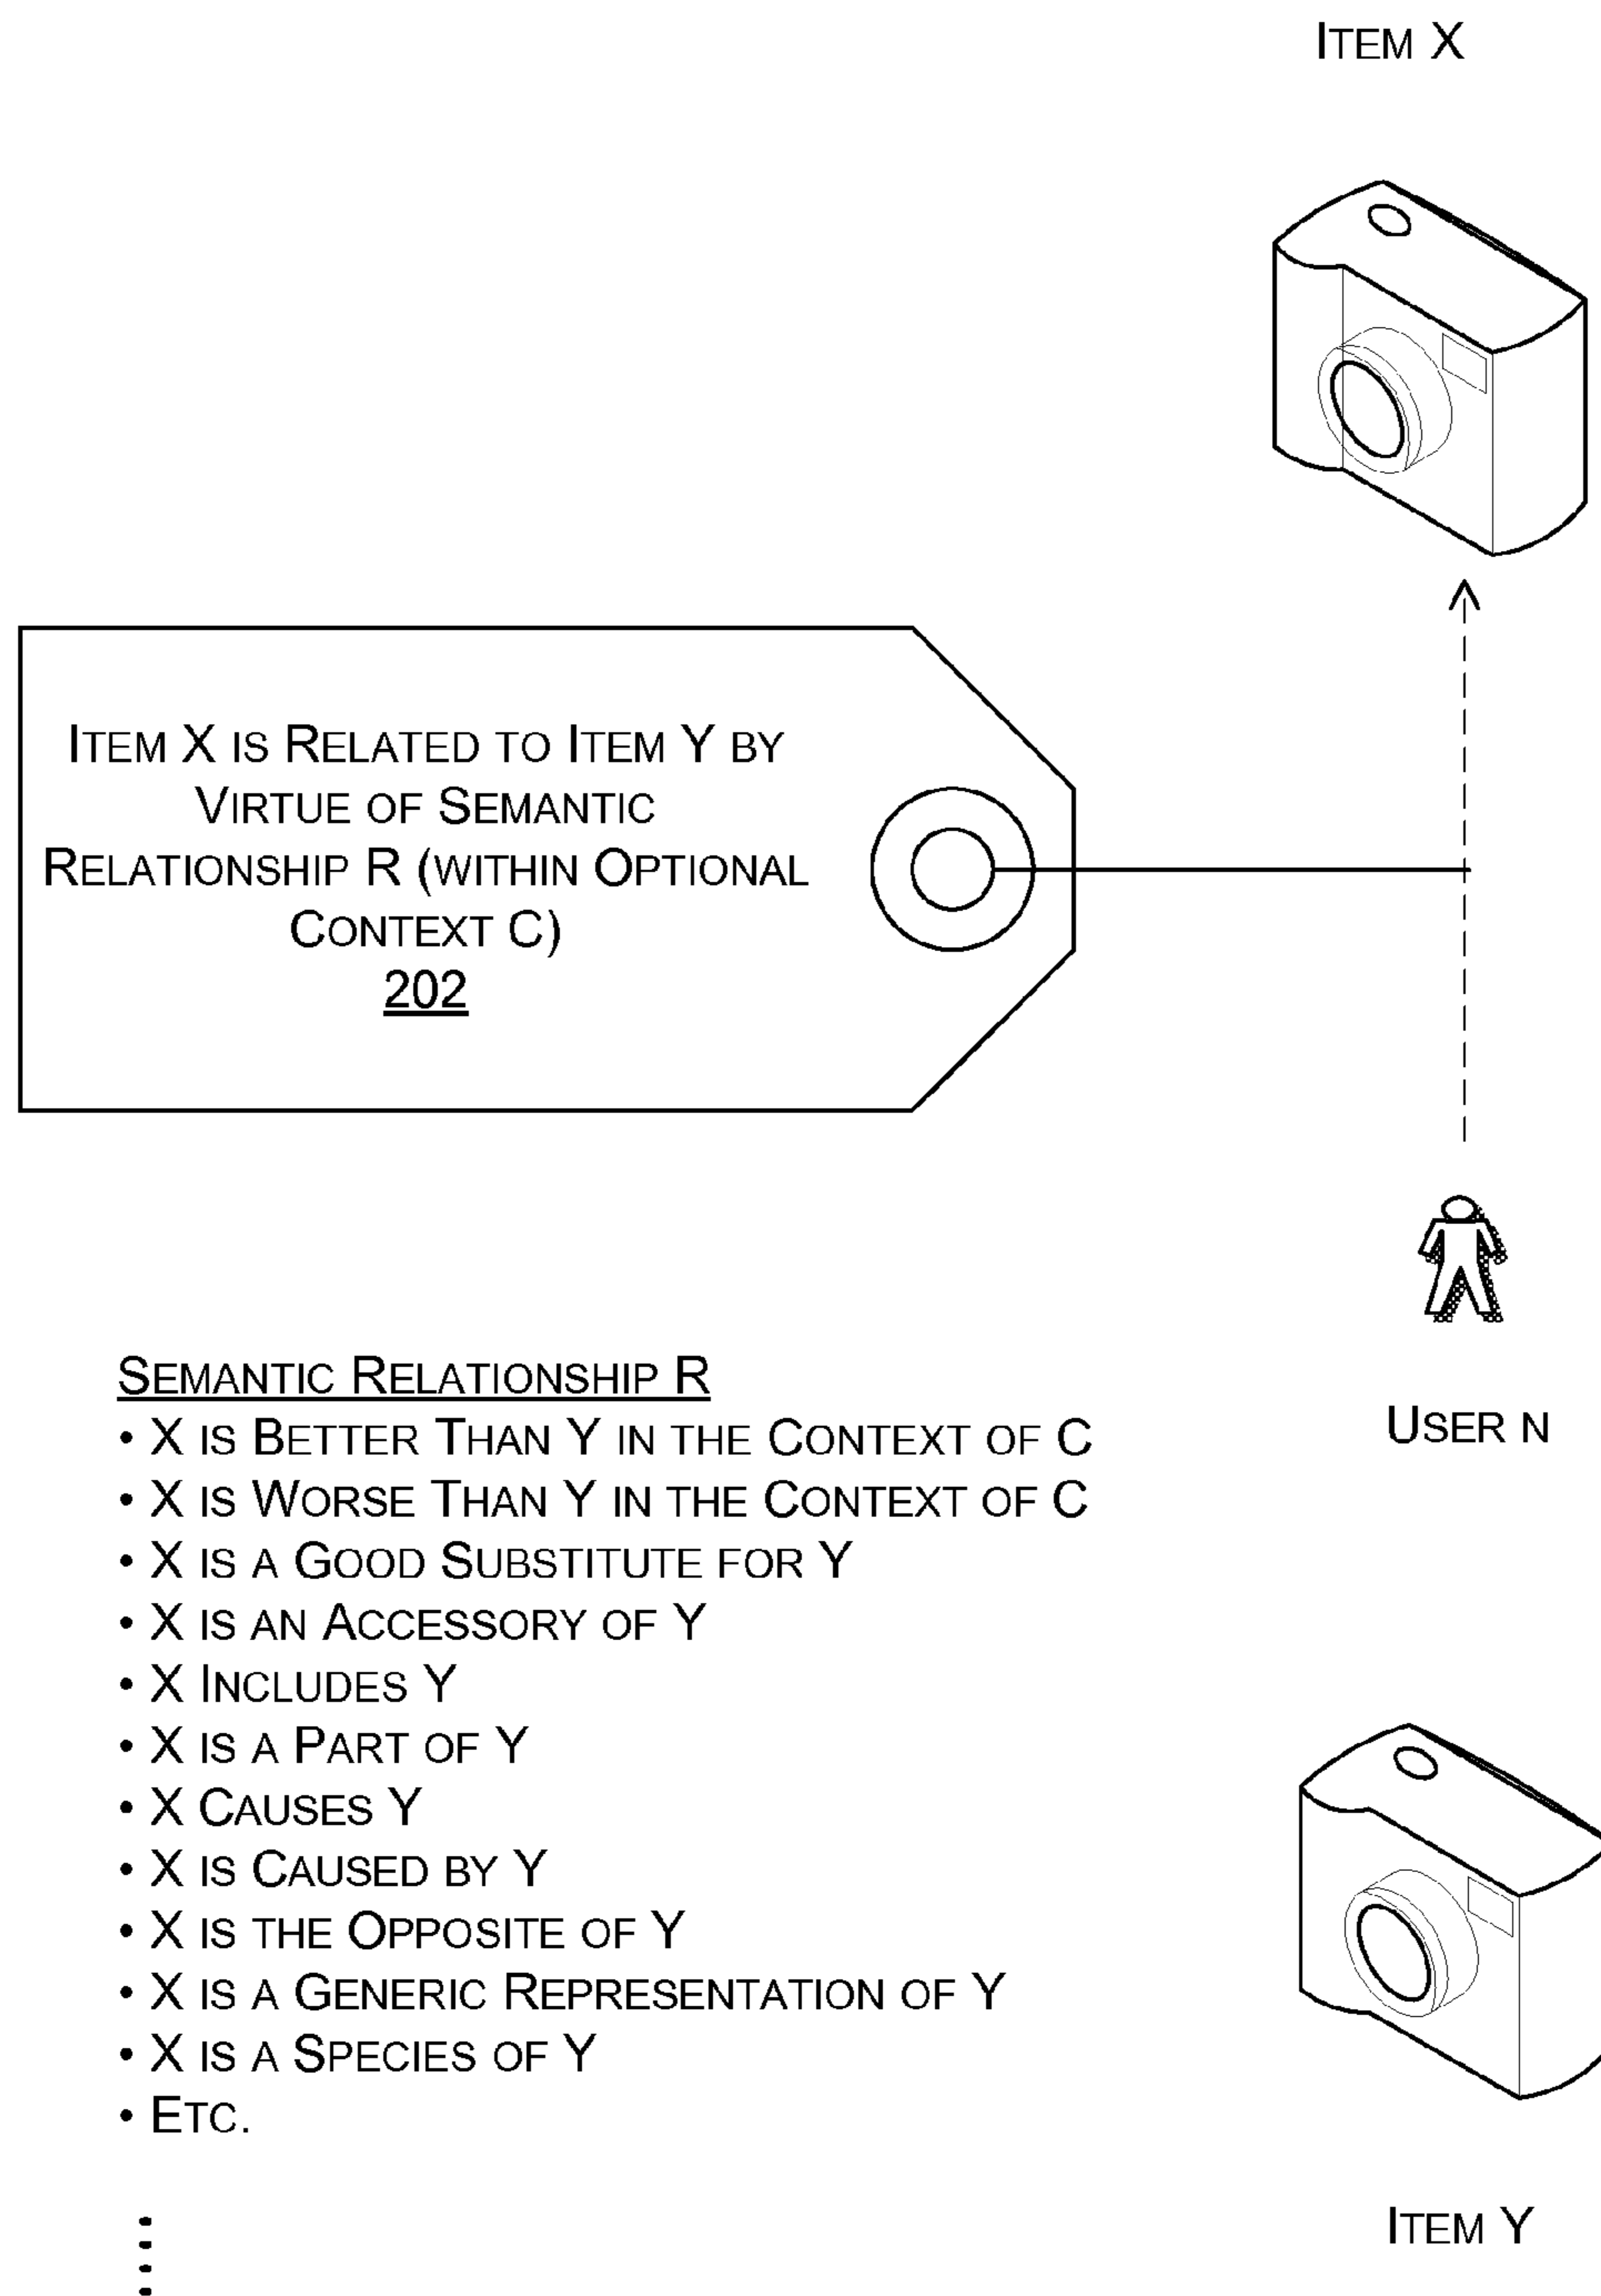 ITEM X
ITEM X IS RELATED TO ITEM Y BY
VIRTUE OF SEMANTIC
RELATIONSHIP R (WITHIN OPTIONAL
CONTEXT C)
202
USER N
SEMANTIC RELATIONSHIP R
• X IS BETTER THAN Y IN THE CONTEXT OF C
• X IS WORSE THAN Y IN THE CONTEXT OF C
• X IS A GOOD SUBSTITUTE FOR Y
• X IS AN ACCESSORY OF Y
• X INCLUDES Y
• X IS A PART OF Y
• X CAUSES Y
• X IS CAUSED BY Y
• X IS THE OPPOSITE OF Y
• X IS A GENERIC REPRESENTATION OF Y
• X IS A SPECIES OF Y
• ETC.
ITEM Y